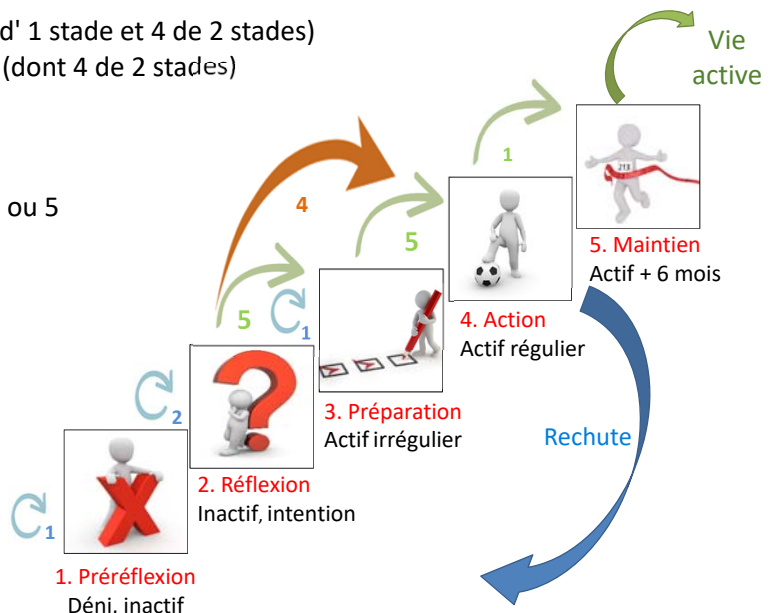 d' 1 stade et 4 de 2 stades)
(dont 4 de 2 stades)
ou 5
Vie
active
1
4
5
213
5. Maintien
Actif + 6 mois
5
1
4. Action
Actif régulier
2
3. Préparation
Actif irrégulier
Rechute
1
2. Réflexion
Inactif, intention
1. Préréflexion
Déni, inactif